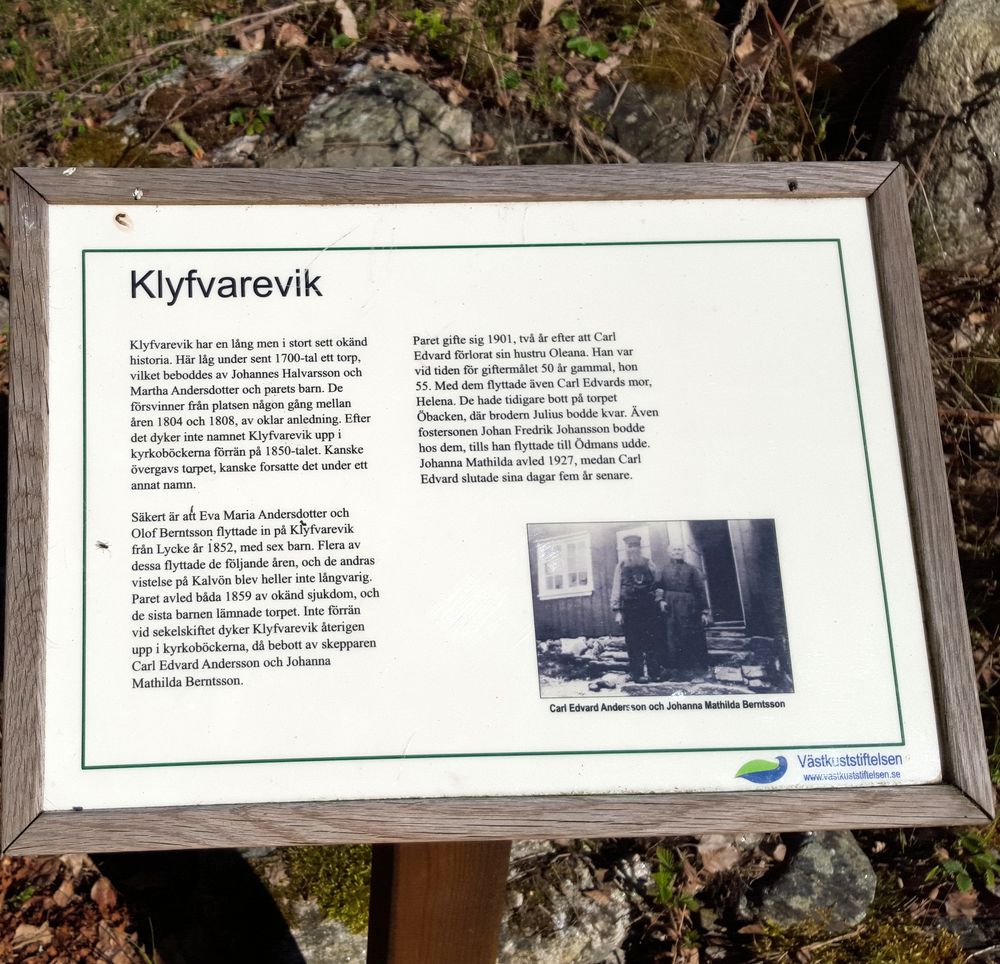 Klyfvarevik
Klyfvarevik har en lång men i stort sett okänd
historia. Här låg under sent 1700-tal ett torp,
vilket beboddes av Johannes Halvarsson och
Martha Andersdotter och parets barn. De
försvinner från platsen någon gång mellan
åren 1804 och 1808, av oklar anledning. Efter
det dyker inte namnet Klyfvarevik upp i
kyrkoböckerna förrän på 1850-talet. Kanske
övergavs torpet, kanske forsatte det under ett
annat namn.
Säkert är att Eva Maria Andersdotter och
Olof Berntsson flyttade in på Klyfvarevik
från Lycke år 1852, med sex barn. Flera av
dessa flyttade de följande åren, och de andras
vistelse på Kalvön blev heller inte långvarig.
Paret avled båda 1859 av okänd sjukdom, och
de sista barnen lämnade torpet. Inte förrän
vid sekelskiftet dyker Klyfvarevik återigen
upp i kyrkoböckerna, då bebott av skepparen
Carl Edvard Andersson och Johanna
Mathilda Berntsson.
Paret gifte sig 1901, två år efter att Carl
Edvard förlorat sin hustru Oleana. Han var
vid tiden för giftermålet 50 år gammal, hon
55. Med dem flyttade även Carl Edvards mor,
Helena. De hade tidigare bott på torpet
Öbacken, där brodern Julius bodde kvar. Även
fostersonen Johan Fredrik Johansson bodde
hos dem, tills han flyttade till Ödmans udde.
Johanna Mathilda avled 1927, medan Carl
Edvard slutade sina dagar fem år senare.
Carl Edvard Andersson och Johanna Mathilda Berntsson
Västkuststiftelsen
www.vastkuststiftelsen.se